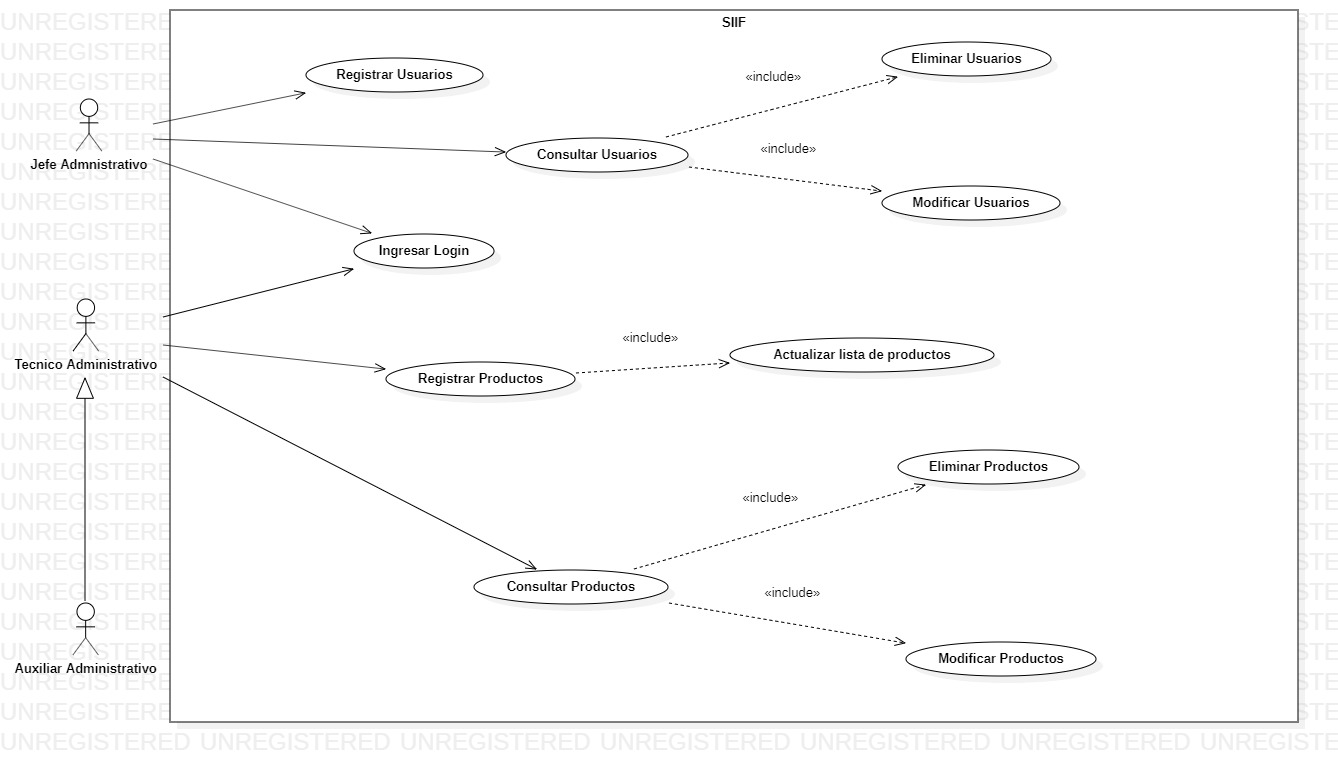 SIIF
Registrar Usuarios
Eliminar Usuarios
«include»
Jefe Admnistrativo
Consultar Usuarios
«include»
Modificar Usuarios
Ingresar Login
Tecnico Administrativo
«include»
Actualizar lista de productos
Registrar Productos
Eliminar Productos
«include»
Consultar Productos
«include»
Auxiliar Administrativo
Modificar Productos
UNREGISTERED UNREGISTERED UNREGISTERED UNREGISTERED UNREGISTERED UNREGISTERED UNREGISTE